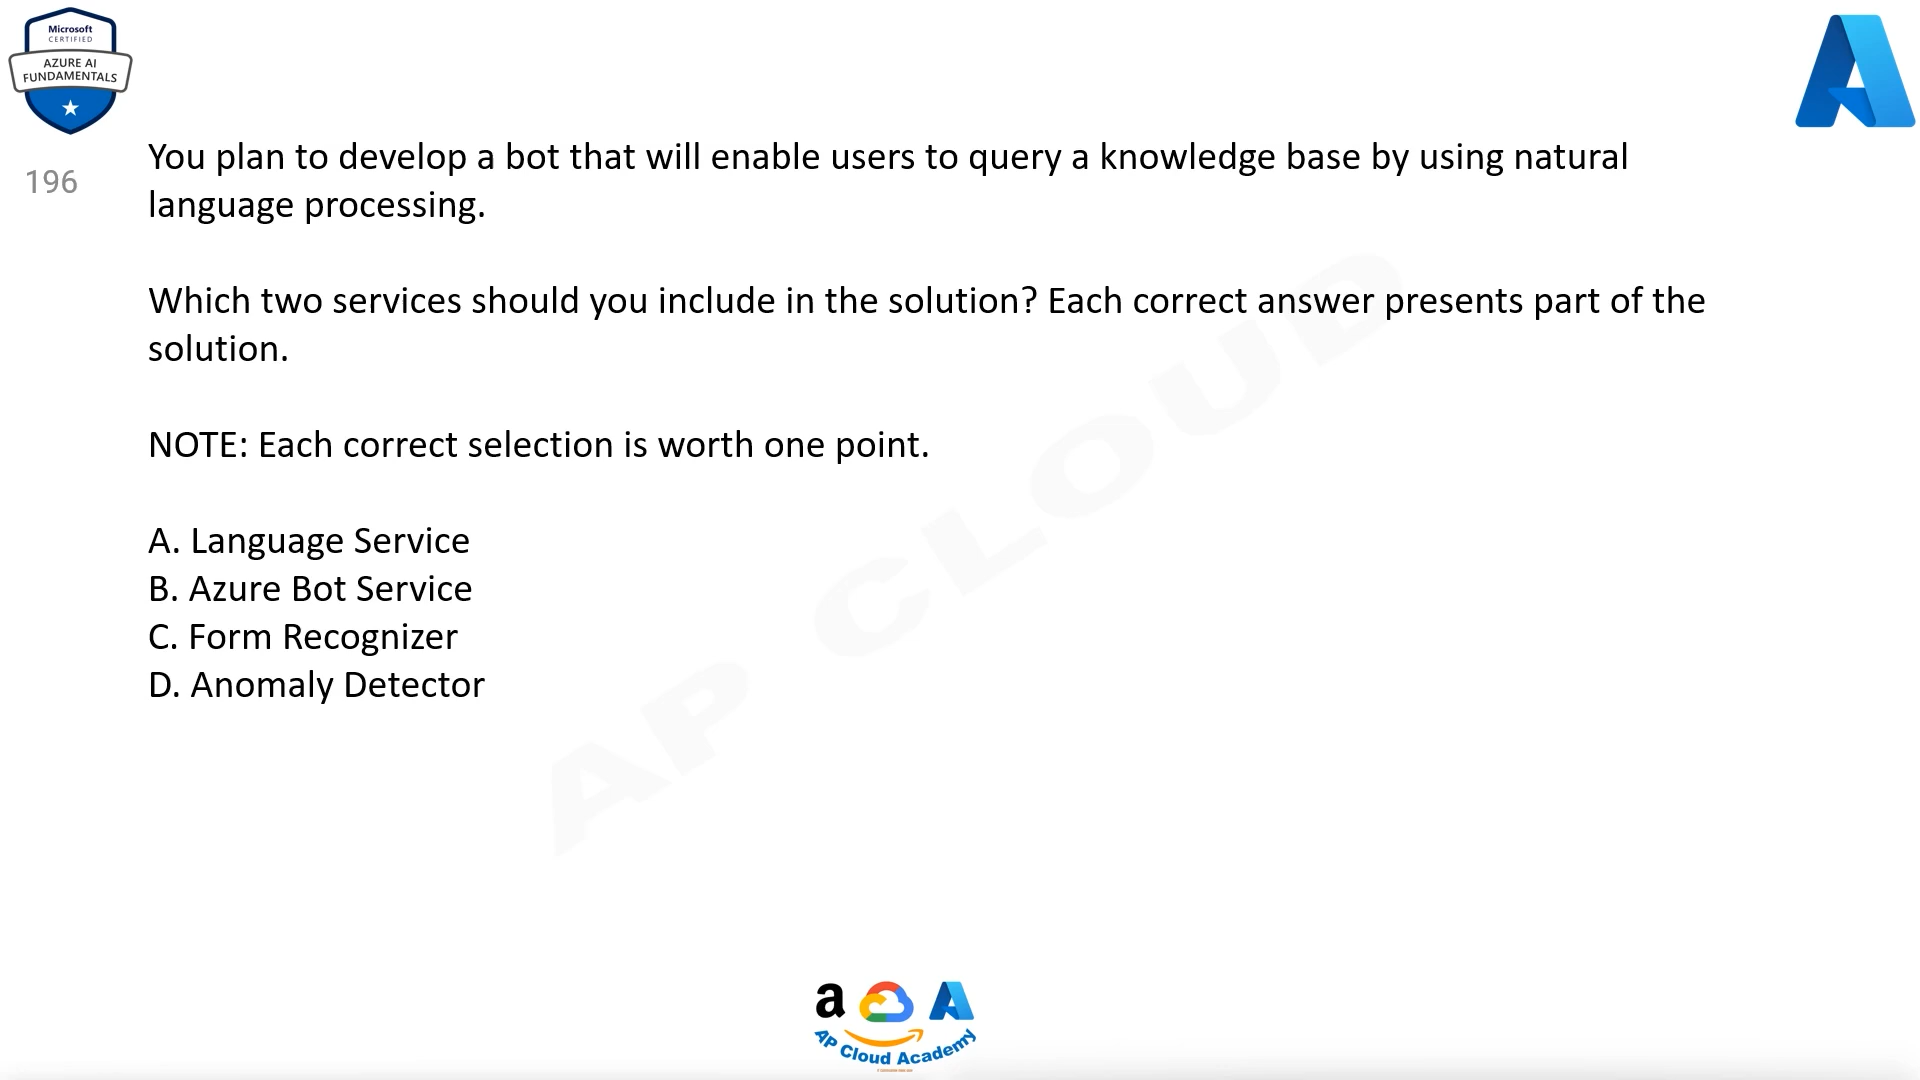 Microsoft
CERTIFIED
AZURE AI
FUNDAMENTALS
196
You plan to develop a bot that will enable users to query a knowledge base by using natural
language processing.
Which two services should you include in the solution? Each correct answer presents part of the
solution.
NOTE: Each correct selection is worth one point.
A. Language Service
B. Azure Bot Service
C. Form Recognizer
D. Anomaly Detector
AP CLOUD
a
AP Cloud Academy